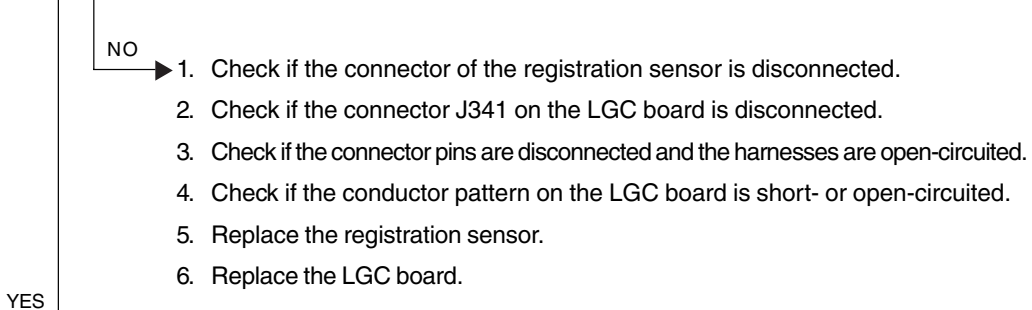 NO
1. Check if the connector of the registration sensor is disconnected.
2. Check if the connector J341 on the LGC board is disconnected.
3. Check if the connector pins are disconnected and the harnesses are open-circuited.
4. Check if the conductor pattern on the LGC board is short- or open-circuited.
5. Replace the registration sensor.
6. Replace the LGC board.
YES